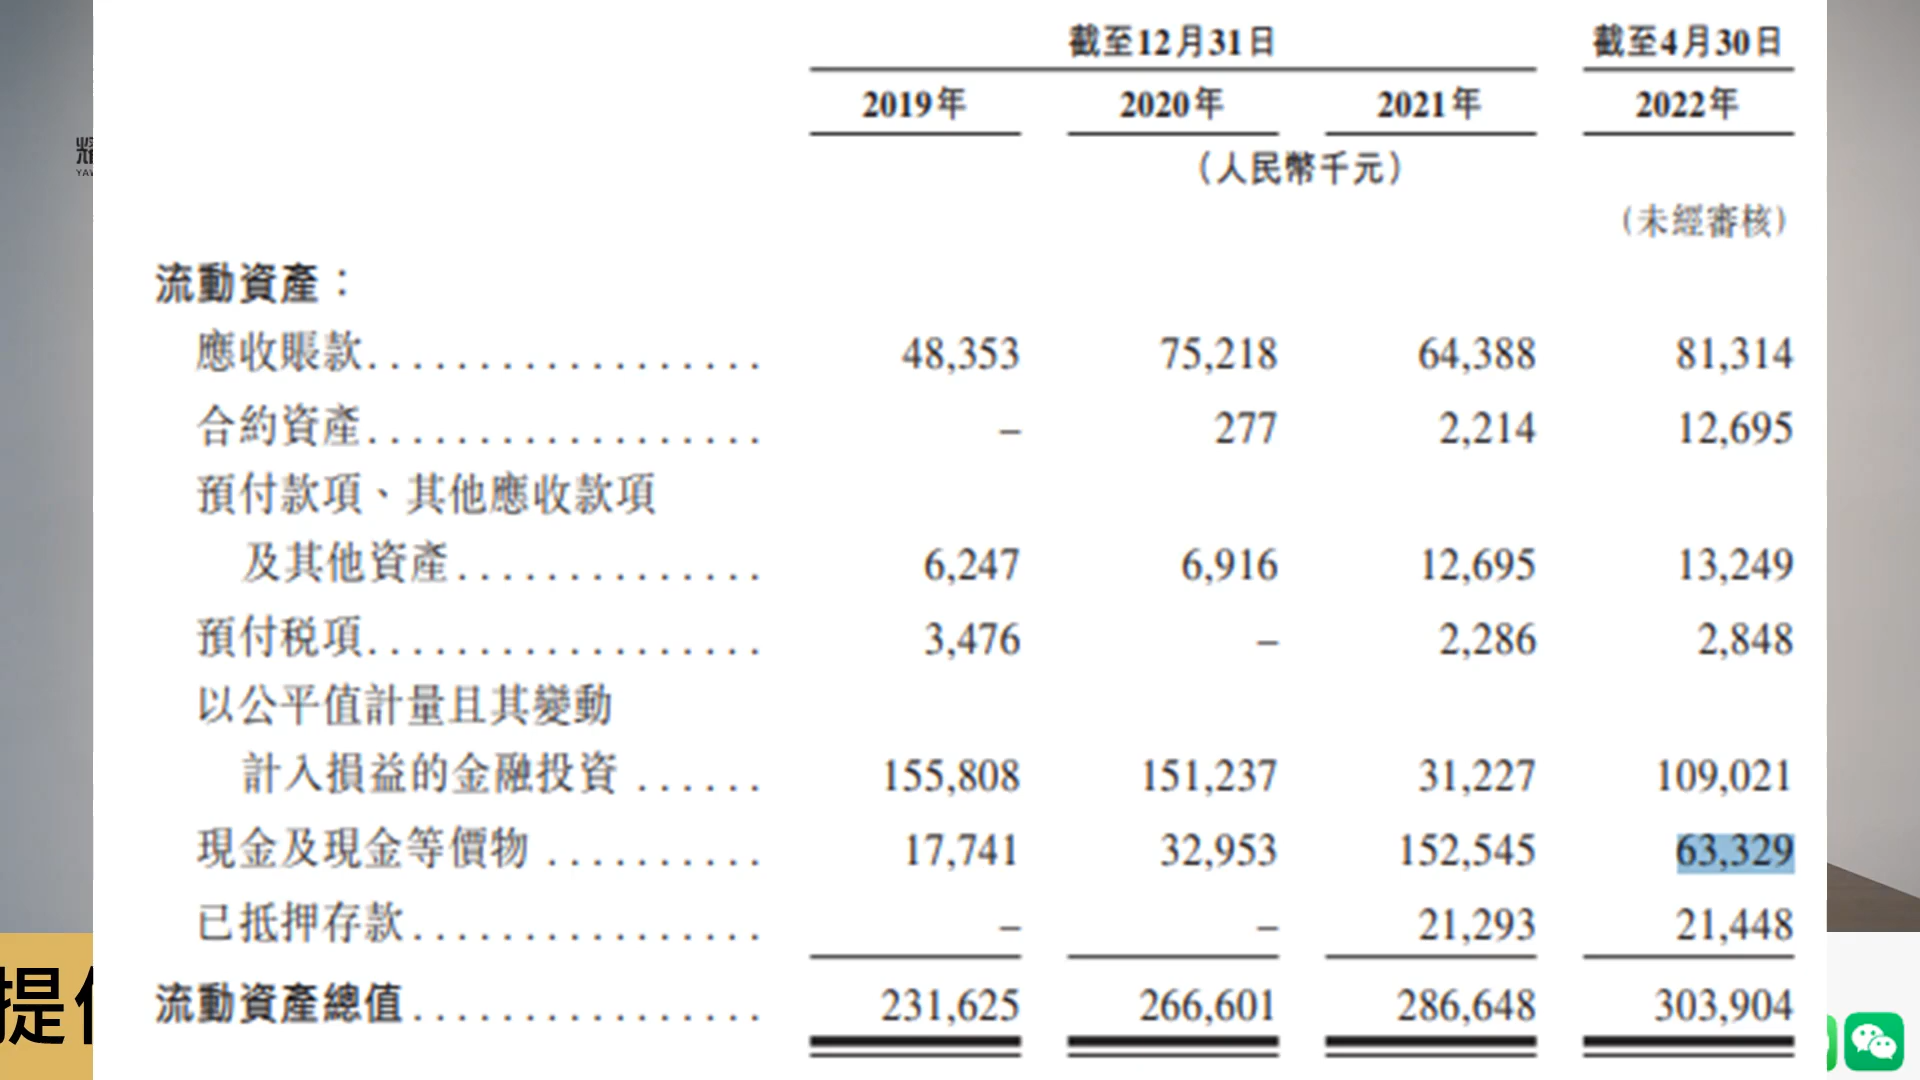 截至12月31日 截至4月30日
2019年 2020年 2021年 2022年
（人民幣千元）
（未經審核）
流動資產：
應收賬款.................. 48,353 75,218 64,388 81,314
合約資產.................. – 277 2,214 12,695
預付款項、其他應收款項
及其他資產.............. 6,247 6,916 12,695 13,249
預付税項.................. 3,476 – 2,286 2,848
以公平值計量且其變動
計入損益的金融投資 ...... 155,808 151,237 31,227 109,021
現金及現金等價物 .......... 17,741 32,953 152,545 63,329
已抵押存款................ – – 21,293 21,448
流動資產總值................ 231,625 266,601 286,648 303,904
提